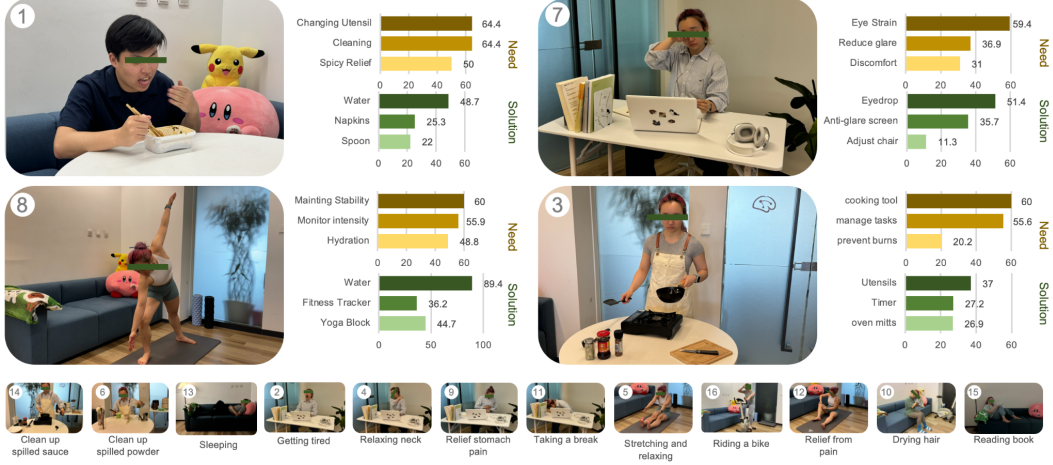 1
Changing Utensil 64.4
Cleaning 64.4
Spicy Relief 50
0 20 40 60
Need
Water 48.7
Napkins 25.3
Spoon 22
0 20 40 60
Solution
7
Eye Strain 59.4
Reduce glare 36.9
Discomfort 31
0 20 40 60
Need
Eyedrop 51.4
Anti-glare screen 35.7
Adjust chair 11.3
0 20 40 60
Solution
8
Mainting Stability 60
Monitor intensity 55.9
Hydration 48.8
0 20 40 60
Need
Water 89.4
Fitness Tracker 36.2
Yoga Block 44.7
0 50 100
Solution
3
cooking tool 60
manage tasks 55.6
prevent burns 20.2
0 20 40 60
Need
Utensils 37
Timer 27.2
oven mitts 26.9
0 20 40 60
Solution
14
Clean up
spilled sauce
6
Clean up
spilled powder
13
Sleeping
2
Getting tired
4
Relaxing neck
9
Relief stomach
pain
11
Taking a break
5
Stretching and
relaxing
16
Riding a bike
12
Relief from
pain
10
Drying hair
15
Reading book